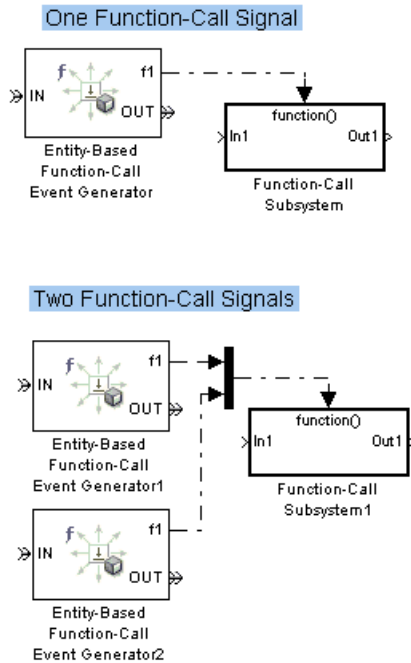 One Function-Call Signal
f
f1
IN
OUT
function()
In1
Out1
Entity-Based
Function-Call
Event Generator
Function-Call
Subsystem
Two Function-Call Signals
f
f1
IN
OUT
function()
In1
Out1
Entity-Based
Function-Call
Event Generator1
Function-Call
Subsystem1
f
f1
IN
OUT
Entity-Based
Function-Call
Event Generator2